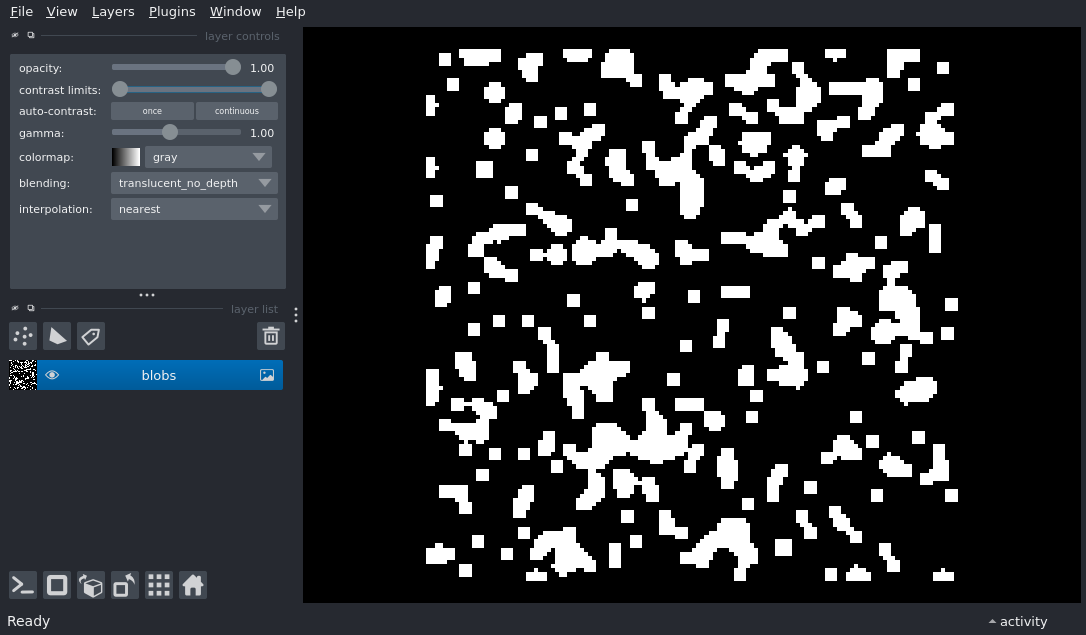 File View Layers Plugins Window Help
layer controls
opacity: 1.00
contrast limits:
auto-contrast: once continuous
gamma: 1.00
colormap: gray
blending: translucent_no_depth
interpolation: nearest
layer list
blobs
Ready
activity